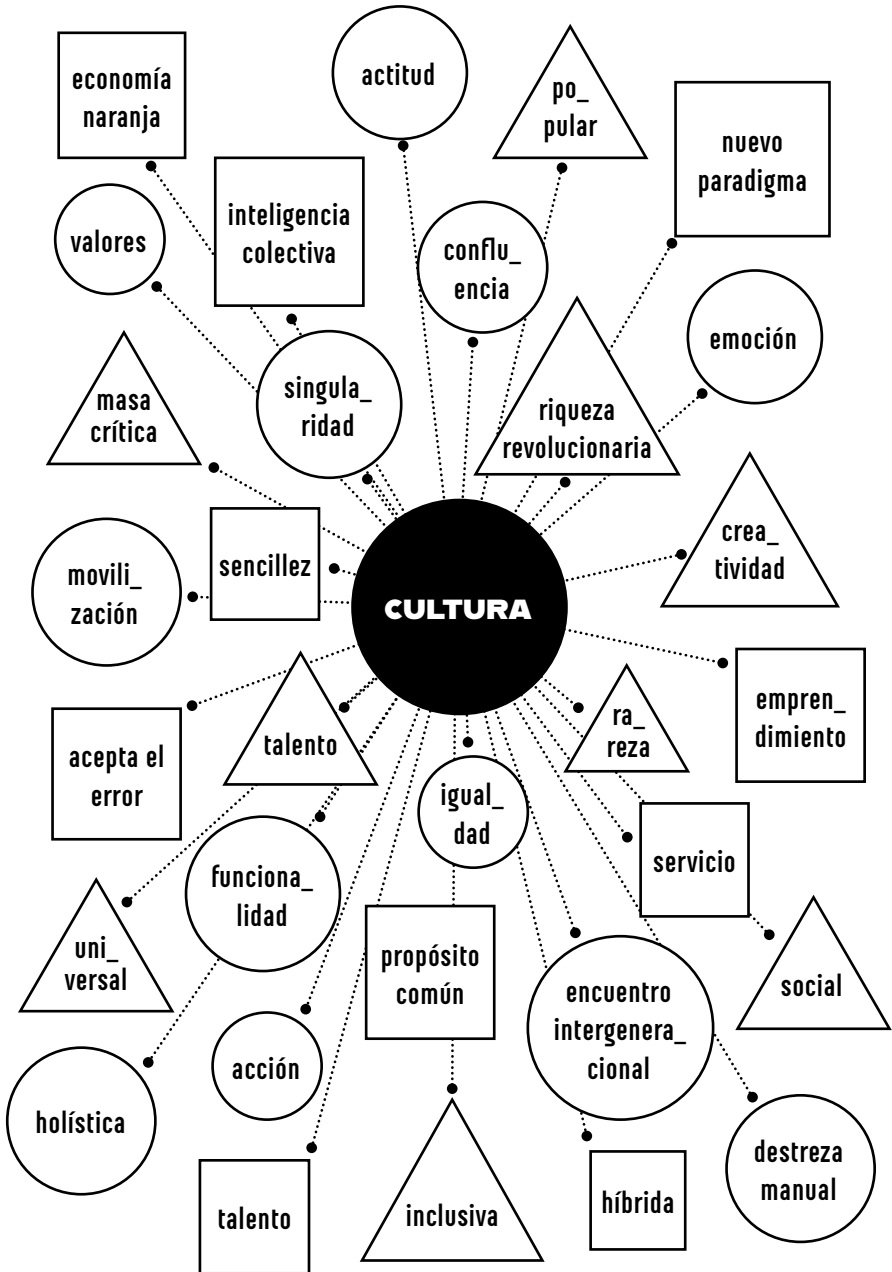 actitud
economía
naranja
po_
pular
nuevo
paradigma
inteligencia
colectiva
valores
conflu_
encia
emoción
singula_
ridad
masa
crítica
riqueza
revolucionaria
crea_
tividad
sencillez
movili_
zación
CULTURA
empren_
dimiento
ra_
reza
talento
acepta el
error
igual_
dad
servicio
funciona_
lidad
uni_
versal
propósito
común
encuentro
intergenera_
cional
social
acción
holística
destreza
manual
híbrida
inclusiva
talento